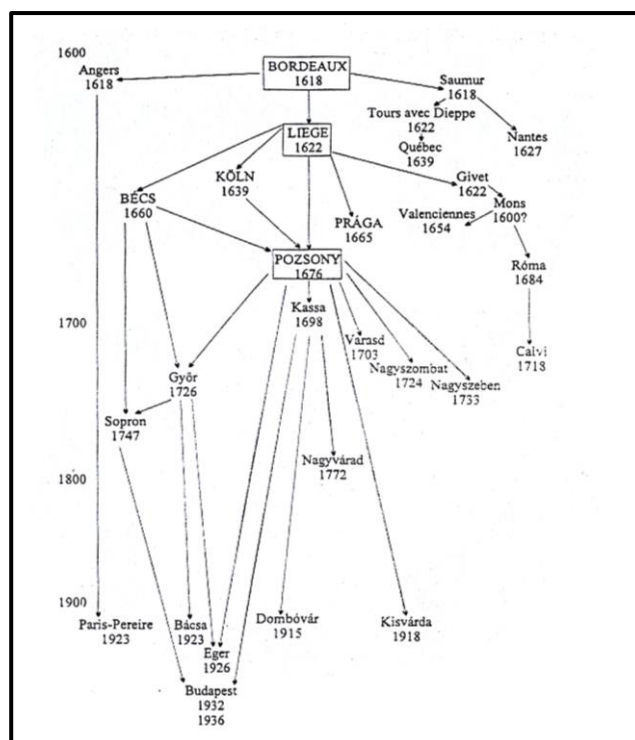 1600
Angers
1618
BORDEAUX
1618
Saumur
1618
Tours avec Dieppe
1622
Nantes
1627
LIEGE
1622
Québec
1639
KÖLN
1639
Givet
1622
BÉCS
1660
PRÁGA
1665
Valenciennes
1654
Mons
1600?
POZSONY
1676
Róma
1684
Kassa
1698
1700
Varasd
1703
Nagyszombat
1724
Nagyszeben
1733
Calvi
1718
Győr
1726
Sopron
1747
Nagyvárad
1772
1800
1900
Paris-Pereire
1923
Bácsa
1923
Eger
1926
Dombóvár
1915
Kisvárda
1918
Budapest
1932
1936